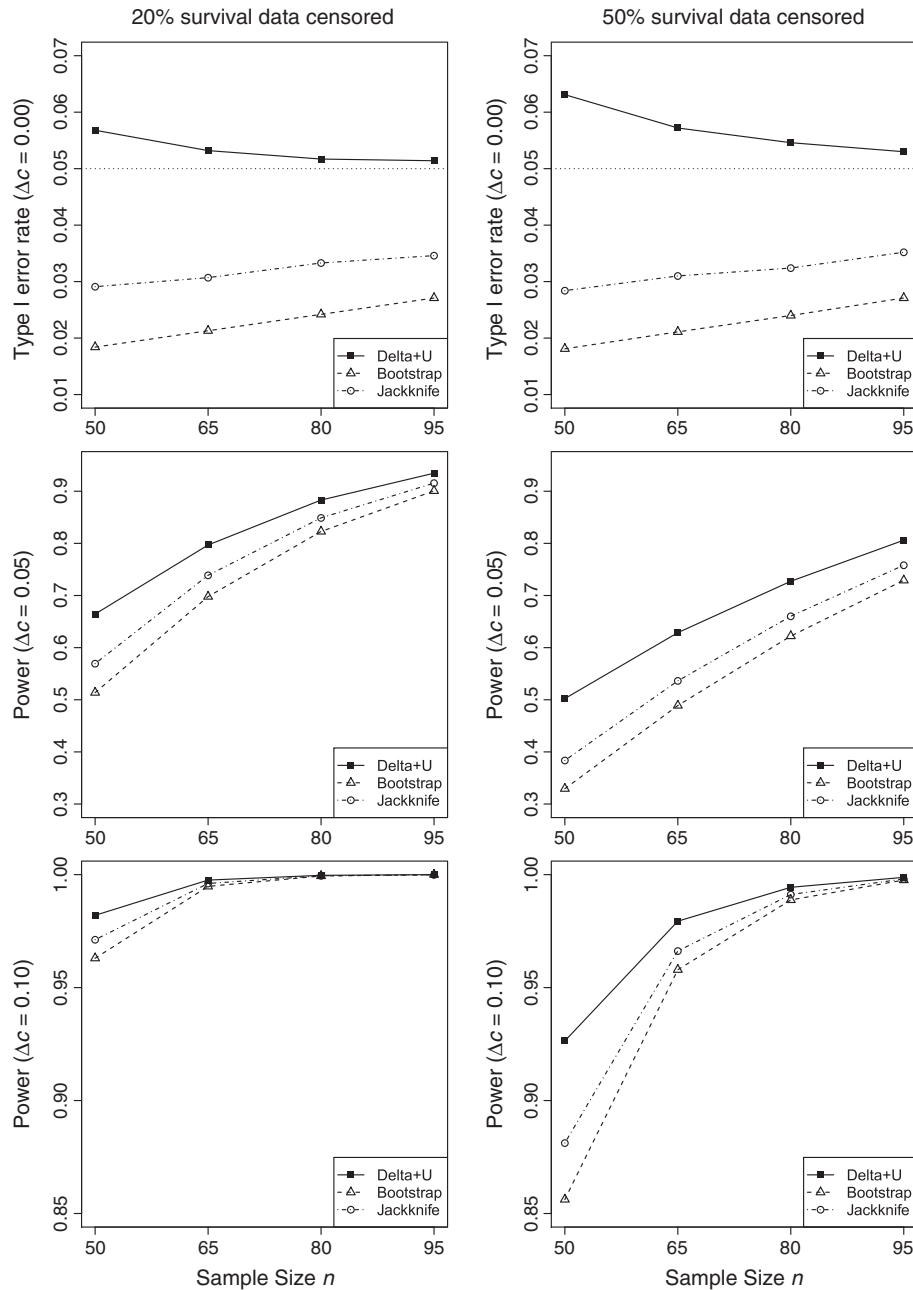 20% survival data censored
50% survival data censored
Type I error rate (Δc = 0.00)
0.07
0.06
0.05
0.04
0.03
0.02
0.01
Delta+U
Bootstrap
Jackknife
50 65 80 95
Type I error rate (Δc = 0.00)
0.07
0.06
0.05
0.04
0.03
0.02
0.01
Delta+U
Bootstrap
Jackknife
50 65 80 95
Power (Δc = 0.05)
0.9
0.8
0.7
0.6
0.5
0.4
0.3
Delta+U
Bootstrap
Jackknife
50 65 80 95
Power (Δc = 0.05)
0.9
0.8
0.7
0.6
0.5
0.4
0.3
Delta+U
Bootstrap
Jackknife
50 65 80 95
Power (Δc = 0.10)
1.00
0.95
0.90
0.85
Delta+U
Bootstrap
Jackknife
50 65 80 95
Sample Size n
Power (Δc = 0.10)
1.00
0.95
0.90
0.85
Delta+U
Bootstrap
Jackknife
50 65 80 95
Sample Size n